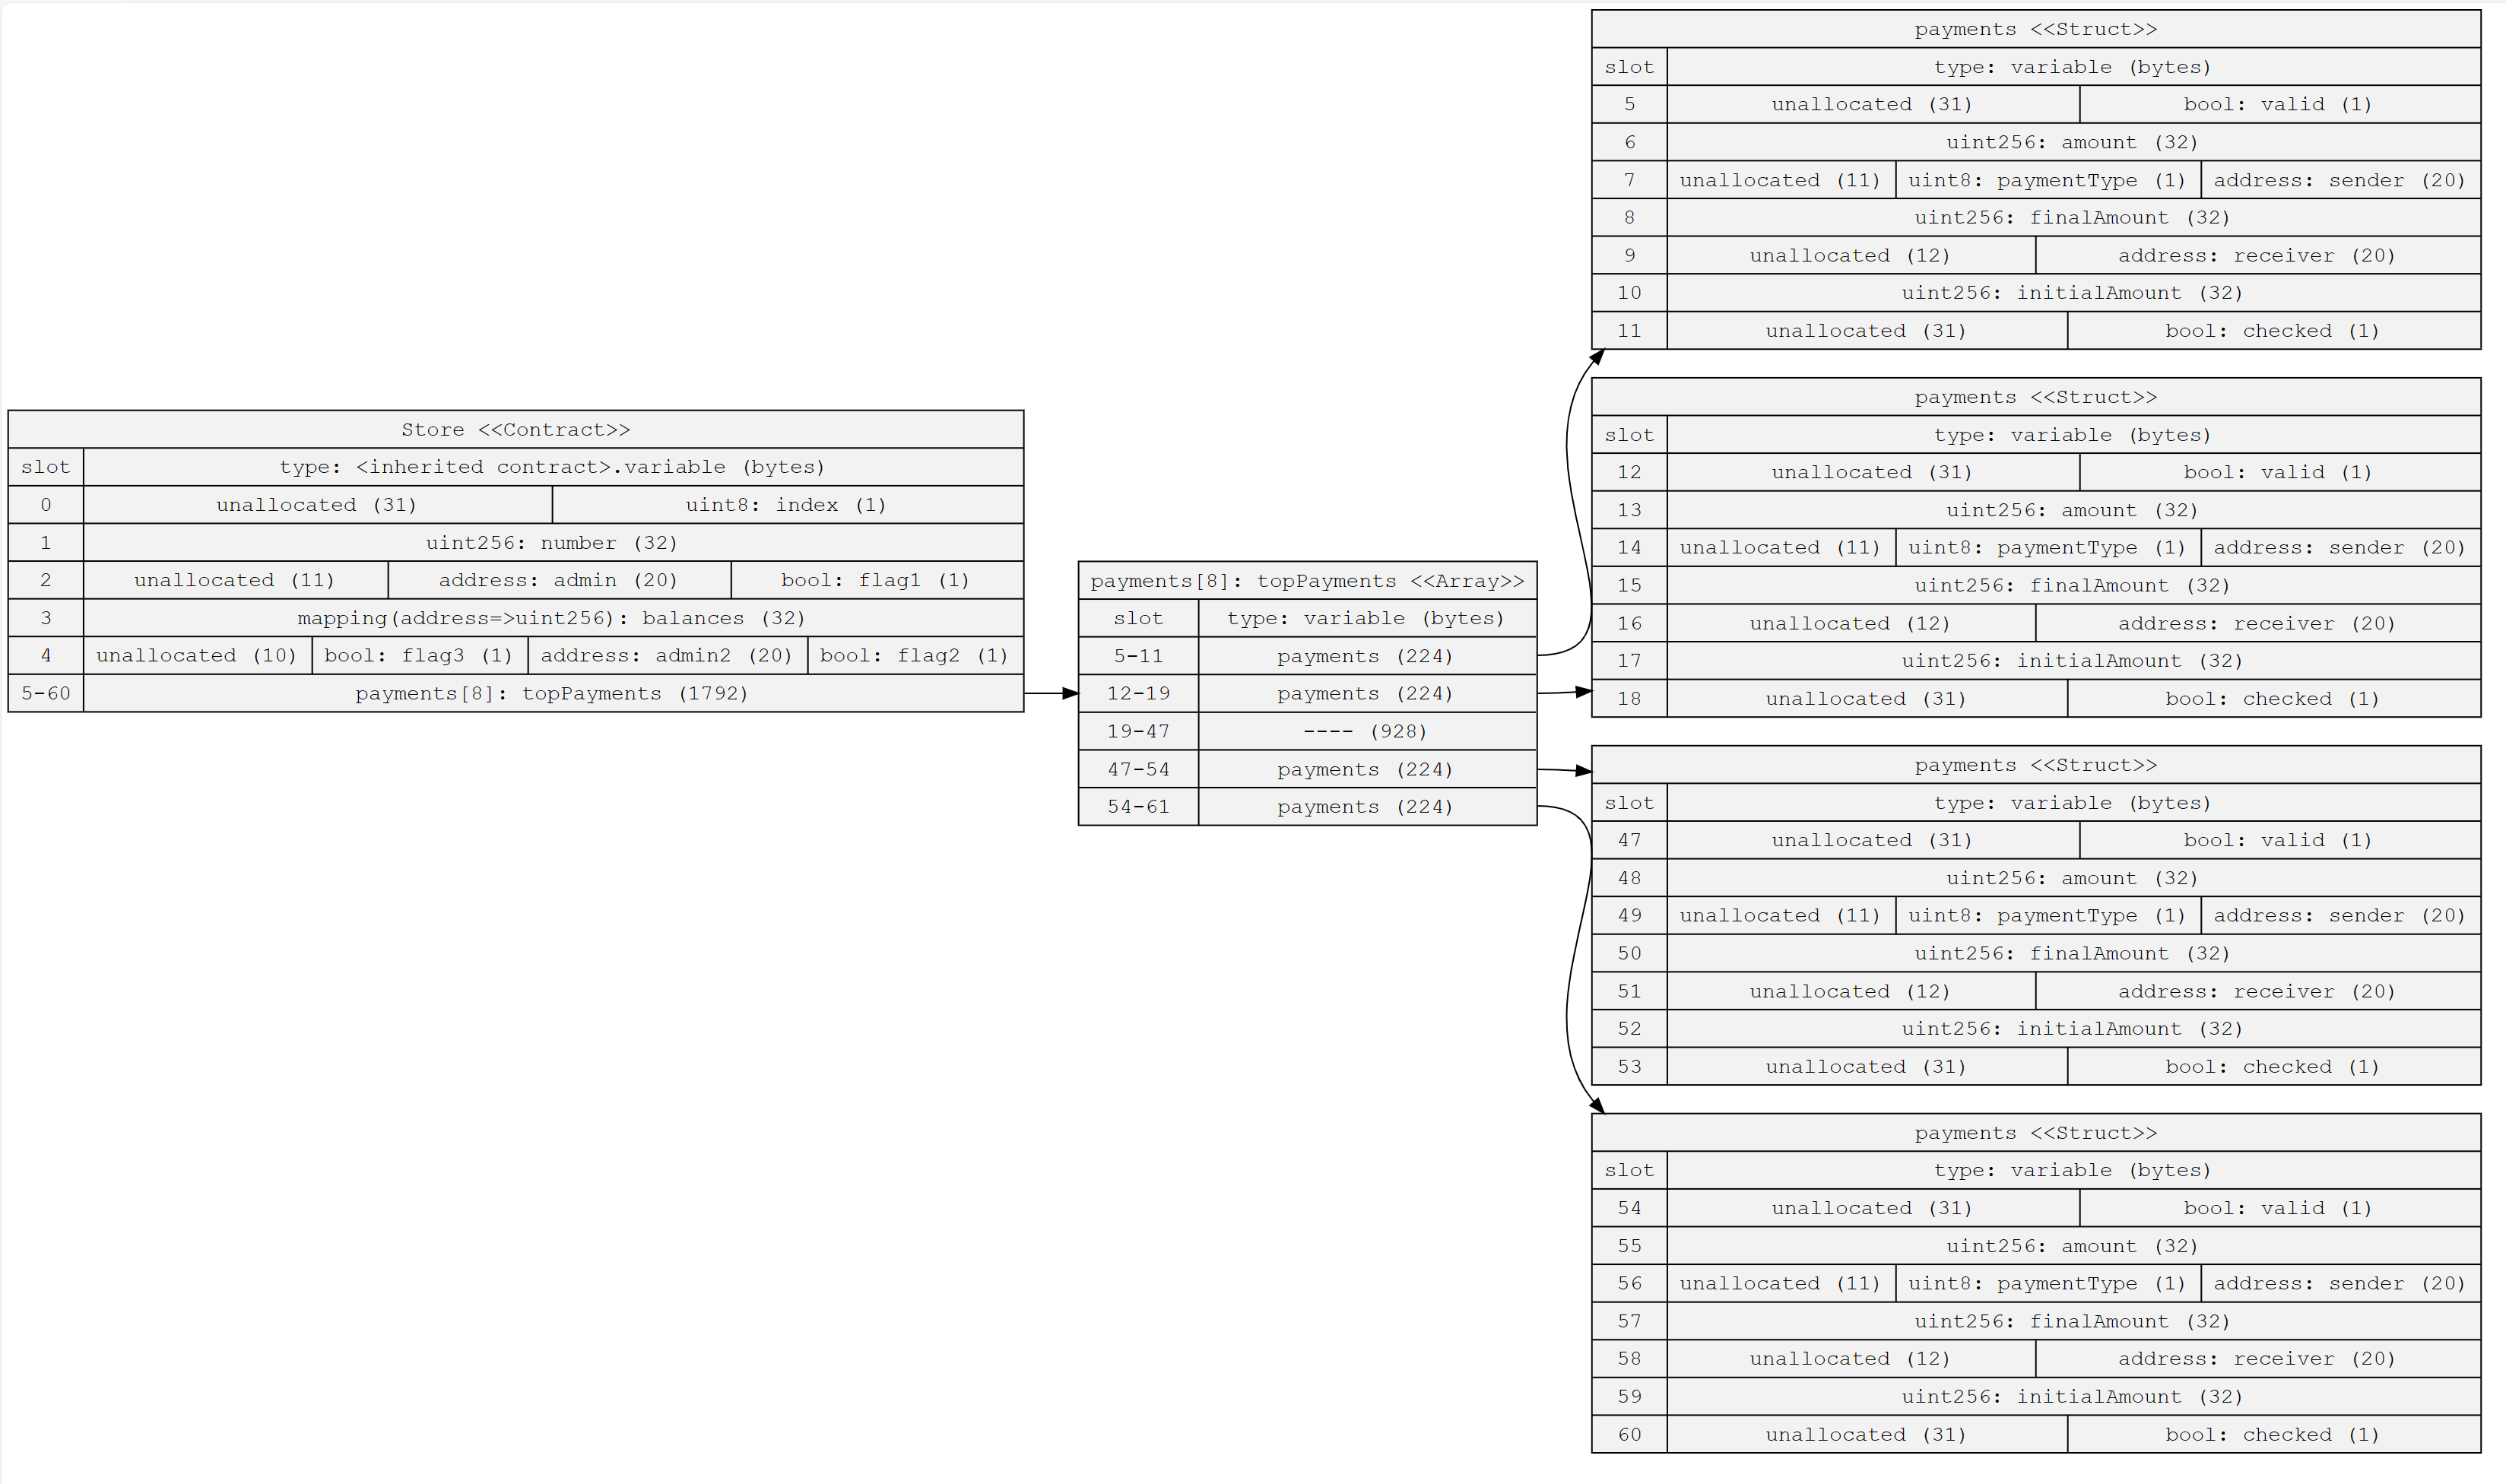 Store <<Contract>>
slot type: <inherited contract>.variable (bytes)
0 unallocated (31) uint8: index (1)
1 uint256: number (32)
2 unallocated (11) address: admin (20) bool: flag1 (1)
3 mapping(address=>uint256): balances (32)
4 unallocated (10) bool: flag3 (1) address: admin2 (20) bool: flag2 (1)
5-60 payments[8]: topPayments (1792)
payments[8]: topPayments <<Array>>
slot type: variable (bytes)
5-11 payments (224)
12-19 payments (224)
19-47 ---- (928)
47-54 payments (224)
54-61 payments (224)
payments <<Struct>>
slot type: variable (bytes)
5 unallocated (31) bool: valid (1)
6 uint256: amount (32)
7 unallocated (11) uint8: paymentType (1) address: sender (20)
8 uint256: finalAmount (32)
9 unallocated (12) address: receiver (20)
10 uint256: initialAmount (32)
11 unallocated (31) bool: checked (1)
payments <<Struct>>
slot type: variable (bytes)
12 unallocated (31) bool: valid (1)
13 uint256: amount (32)
14 unallocated (11) uint8: paymentType (1) address: sender (20)
15 uint256: finalAmount (32)
16 unallocated (12) address: receiver (20)
17 uint256: initialAmount (32)
18 unallocated (31) bool: checked (1)
payments <<Struct>>
slot type: variable (bytes)
47 unallocated (31) bool: valid (1)
48 uint256: amount (32)
49 unallocated (11) uint8: paymentType (1) address: sender (20)
50 uint256: finalAmount (32)
51 unallocated (12) address: receiver (20)
52 uint256: initialAmount (32)
53 unallocated (31) bool: checked (1)
payments <<Struct>>
slot type: variable (bytes)
54 unallocated (31) bool: valid (1)
55 uint256: amount (32)
56 unallocated (11) uint8: paymentType (1) address: sender (20)
57 uint256: finalAmount (32)
58 unallocated (12) address: receiver (20)
59 uint256: initialAmount (32)
60 unallocated (31) bool: checked (1)